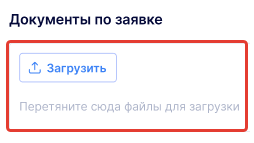 Документы по заявке
Загрузить
Перетяните сюда файлы для загрузки